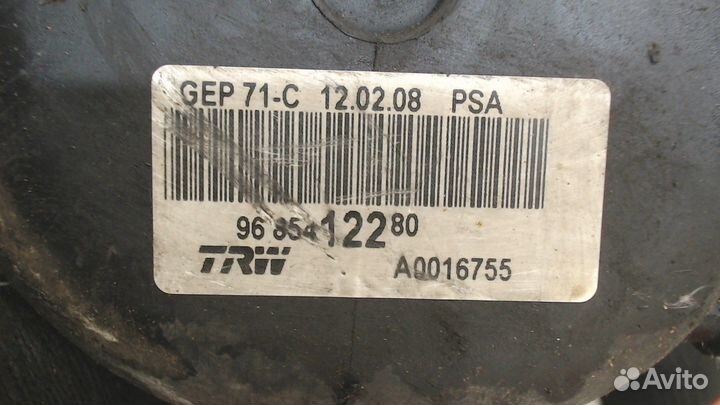 GEP 71-C 12.02.08 PSA
96 854 122 80
TRW
A0016755
Avito